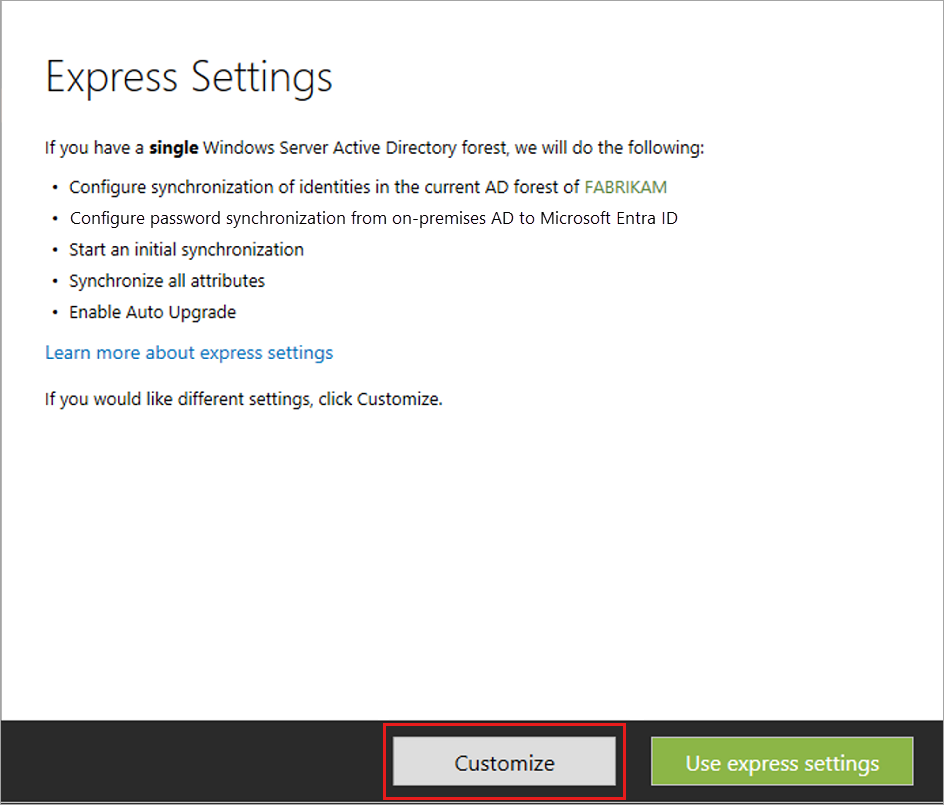 Express Settings
If you have a single Windows Server Active Directory forest, we will do the following:
• Configure synchronization of identities in the current AD forest of FABRIKAM
• Configure password synchronization from on-premises AD to Microsoft Entra ID
• Start an initial synchronization
• Synchronize all attributes
• Enable Auto Upgrade
Learn more about express settings
If you would like different settings, click Customize.
Customize
Use express settings